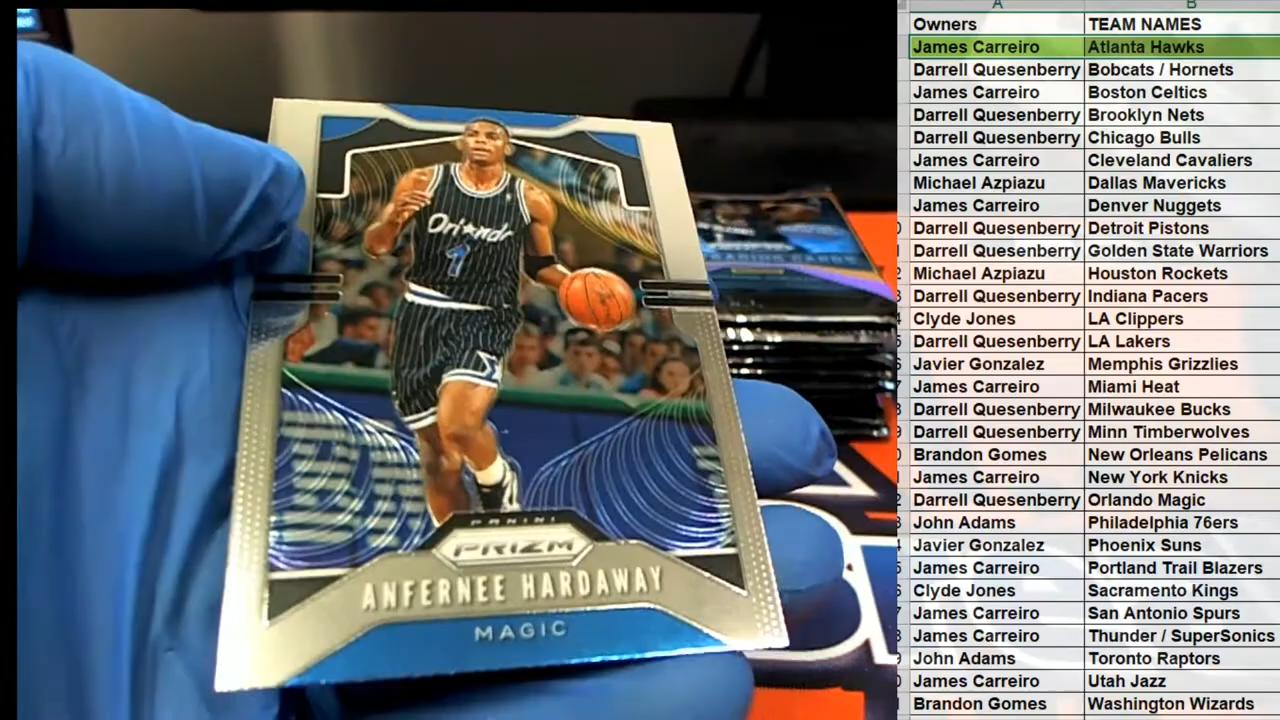 Orlando
1
PANINI
PRIZM
ANFERNEE HARDAWAY
MAGIC
TRADING CARDS
A B
Owners TEAM NAMES
James Carreiro Atlanta Hawks
Darrell Quesenberry Bobcats / Hornets
James Carreiro Boston Celtics
Darrell Quesenberry Brooklyn Nets
Darrell Quesenberry Chicago Bulls
James Carreiro Cleveland Cavaliers
Michael Azpiazu Dallas Mavericks
James Carreiro Denver Nuggets
Darrell Quesenberry Detroit Pistons
Darrell Quesenberry Golden State Warriors
Michael Azpiazu Houston Rockets
Darrell Quesenberry Indiana Pacers
Clyde Jones LA Clippers
Darrell Quesenberry LA Lakers
Javier Gonzalez Memphis Grizzlies
James Carreiro Miami Heat
Darrell Quesenberry Milwaukee Bucks
Darrell Quesenberry Minn Timberwolves
Brandon Gomes New Orleans Pelicans
James Carreiro New York Knicks
Darrell Quesenberry Orlando Magic
John Adams Philadelphia 76ers
Javier Gonzalez Phoenix Suns
James Carreiro Portland Trail Blazers
Clyde Jones Sacramento Kings
James Carreiro San Antonio Spurs
James Carreiro Thunder / SuperSonics
John Adams Toronto Raptors
James Carreiro Utah Jazz
Brandon Gomes Washington Wizards